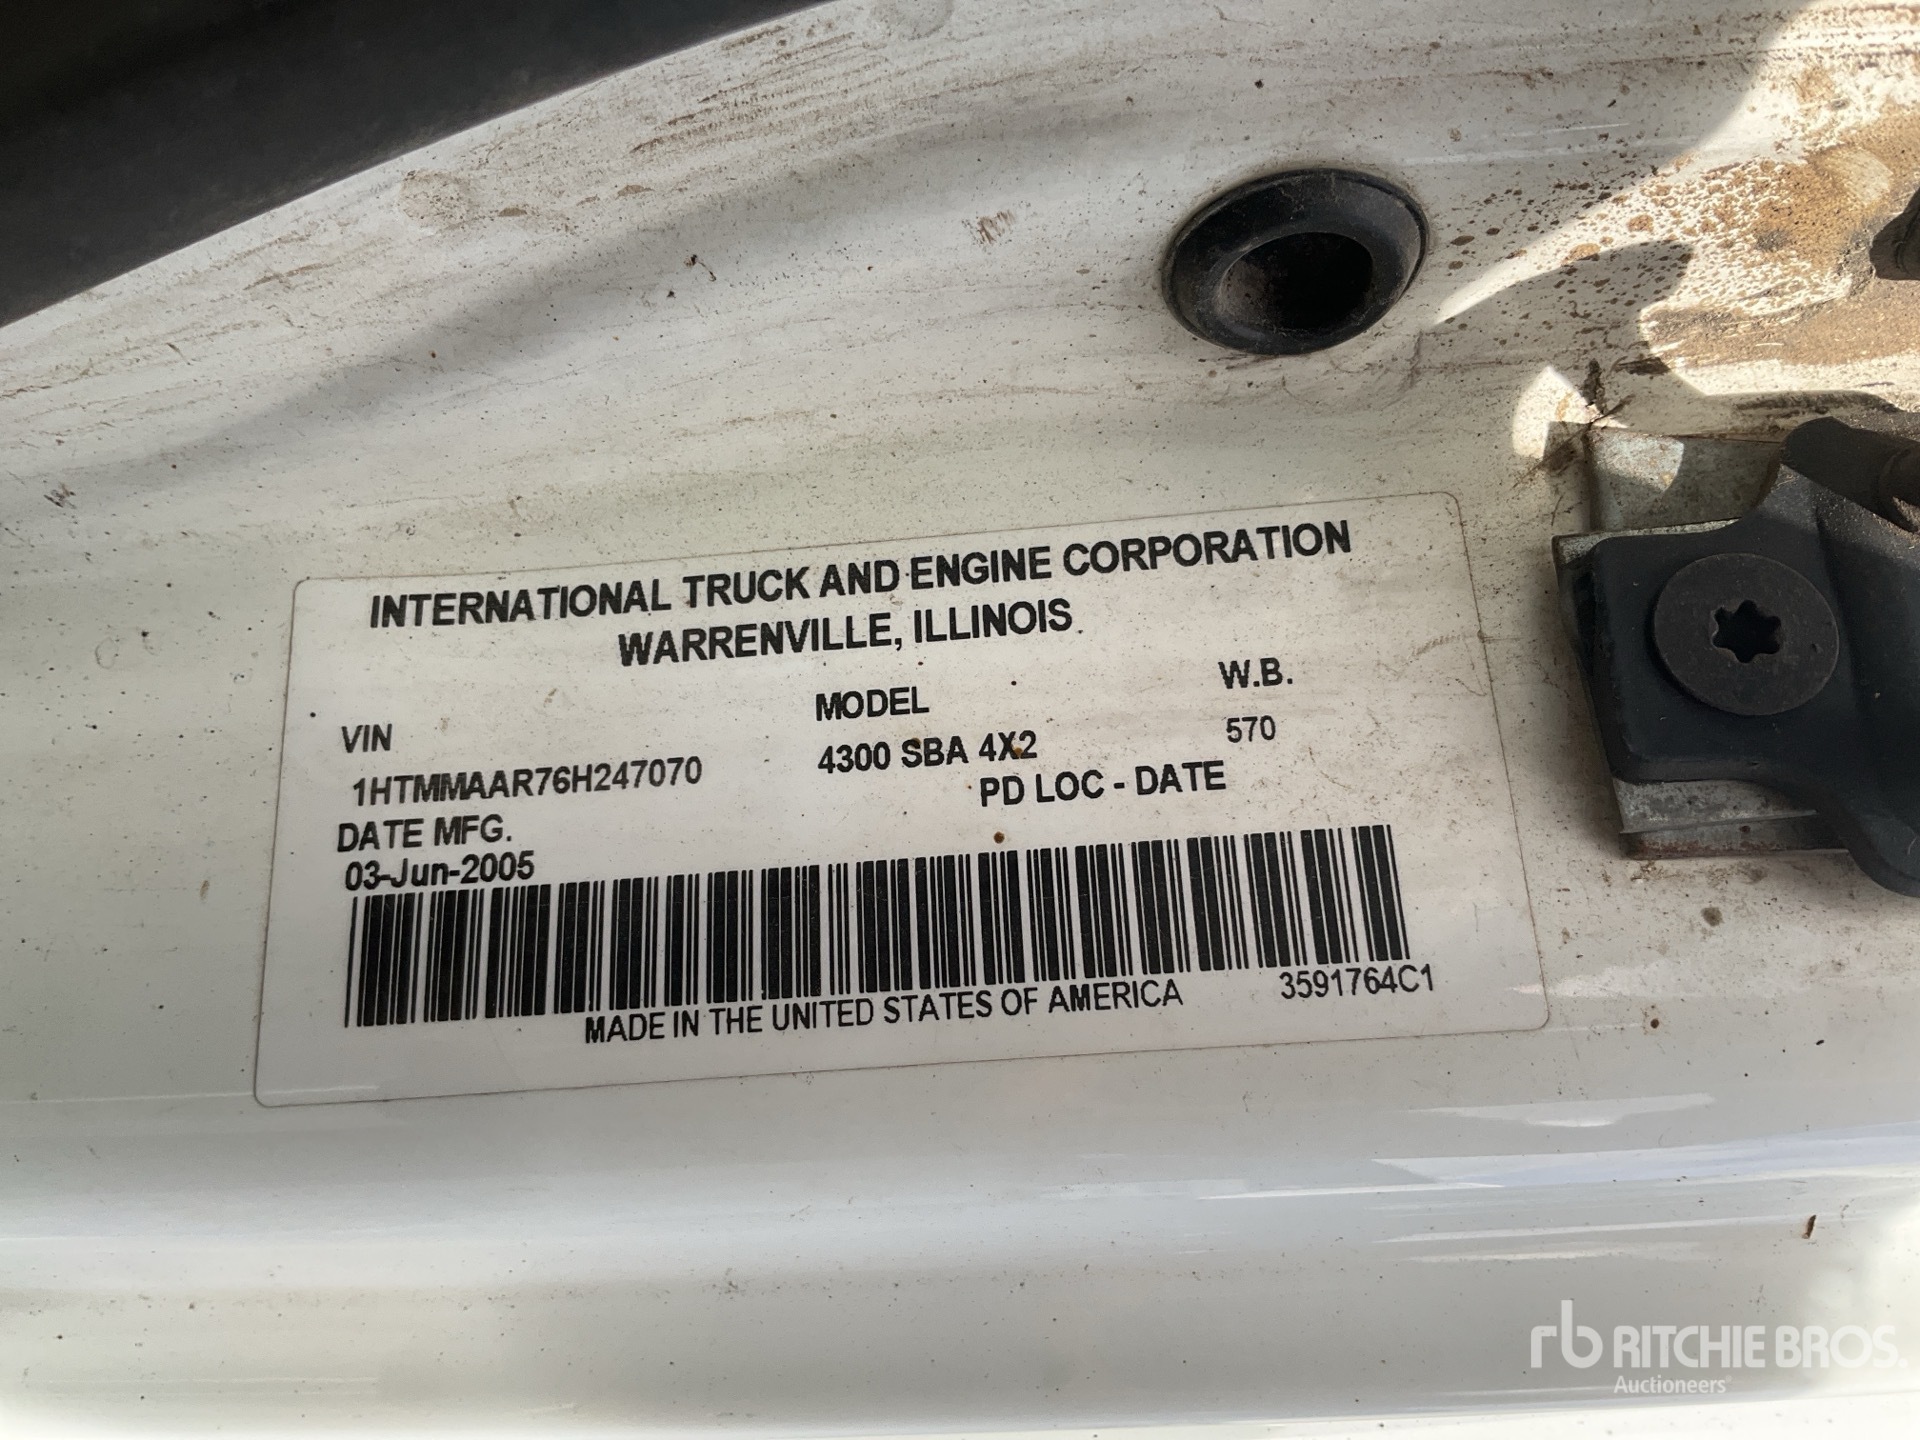 INTERNATIONAL TRUCK AND ENGINE CORPORATION
WARRENVILLE, ILLINOIS
VIN MODEL W.B.
1HTMMAAR76H247070 4300 SBA 4X2 570
DATE MFG. PD LOC - DATE
03-Jun-2005
MADE IN THE UNITED STATES OF AMERICA 3591764C1
rb RITCHIE BROS.
Auctioneers